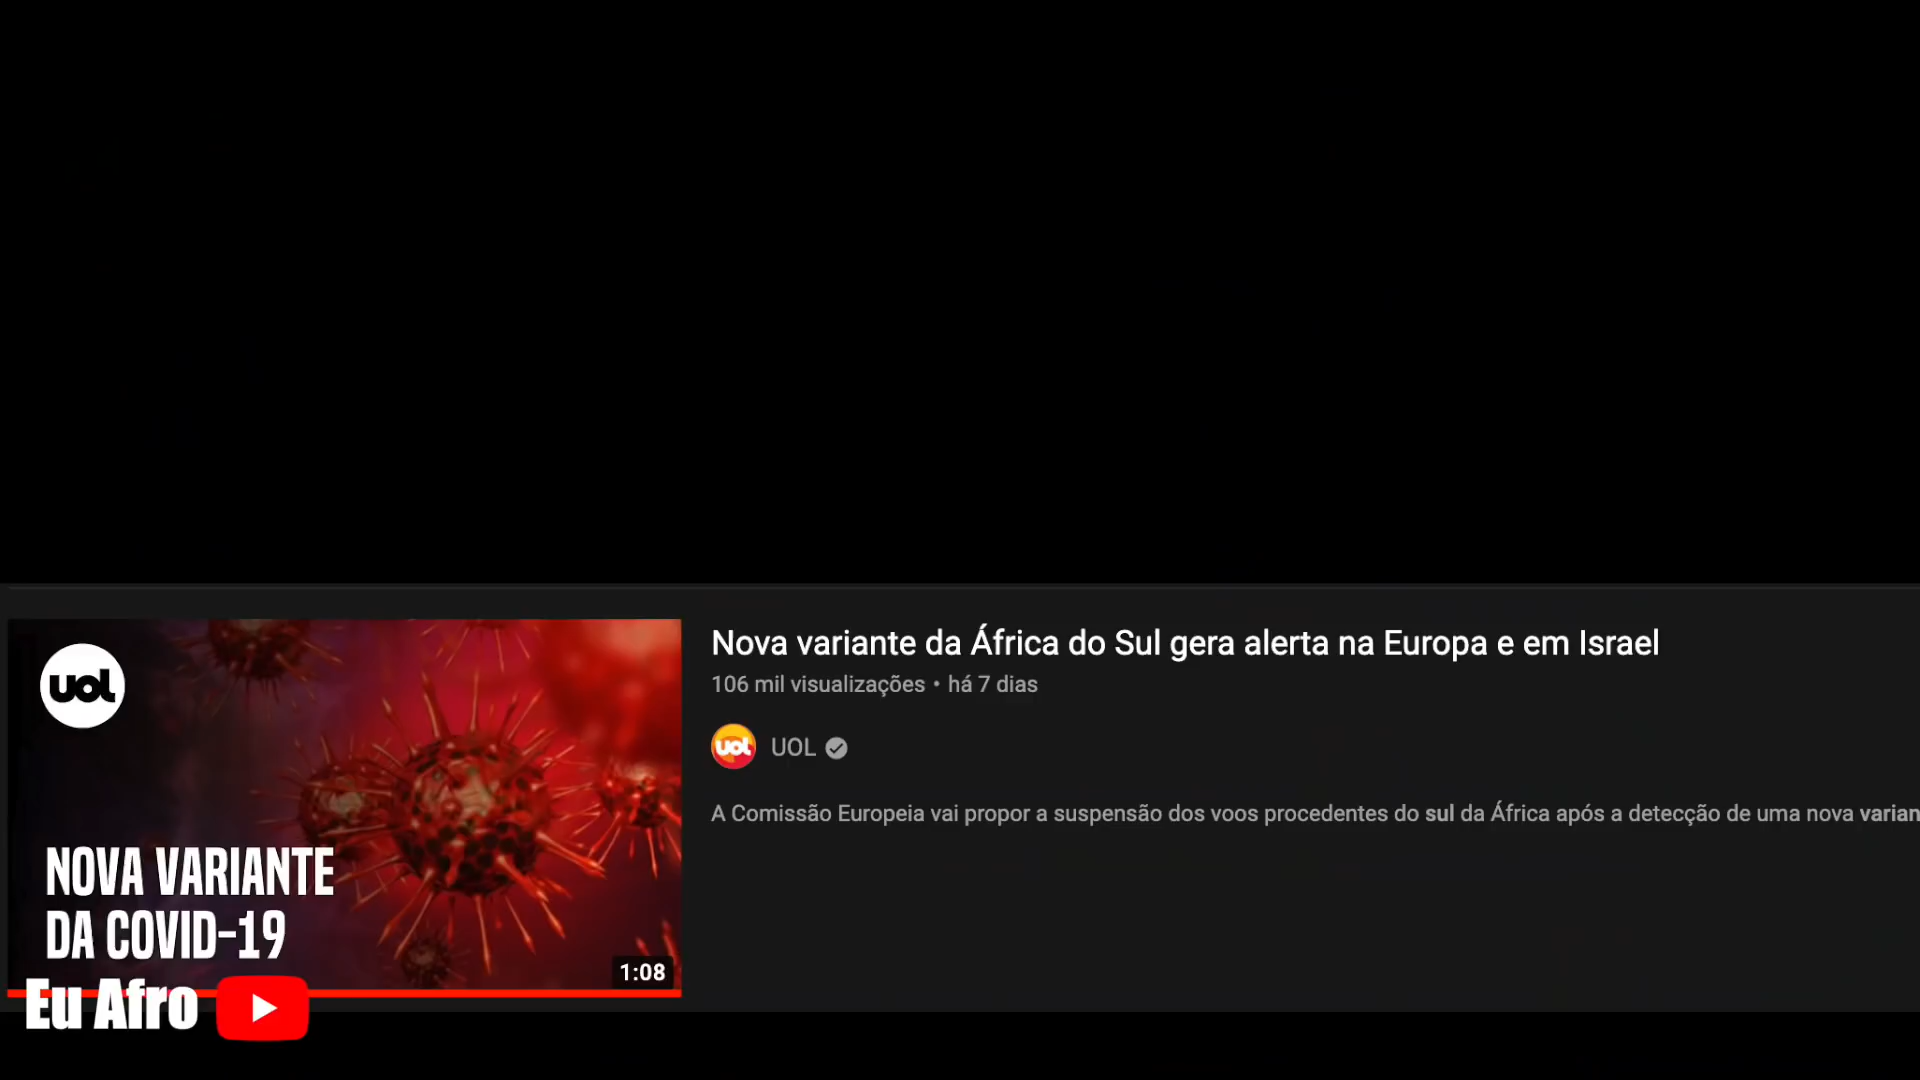 uol
NOVA VARIANTE
DA COVID-19
1:08
Nova variante da África do Sul gera alerta na Europa e em Israel
106 mil visualizações • há 7 dias
uol UOL
A Comissão Europeia vai propor a suspensão dos voos procedentes do sul da África após a detecção de uma nova varian
Eu Afro